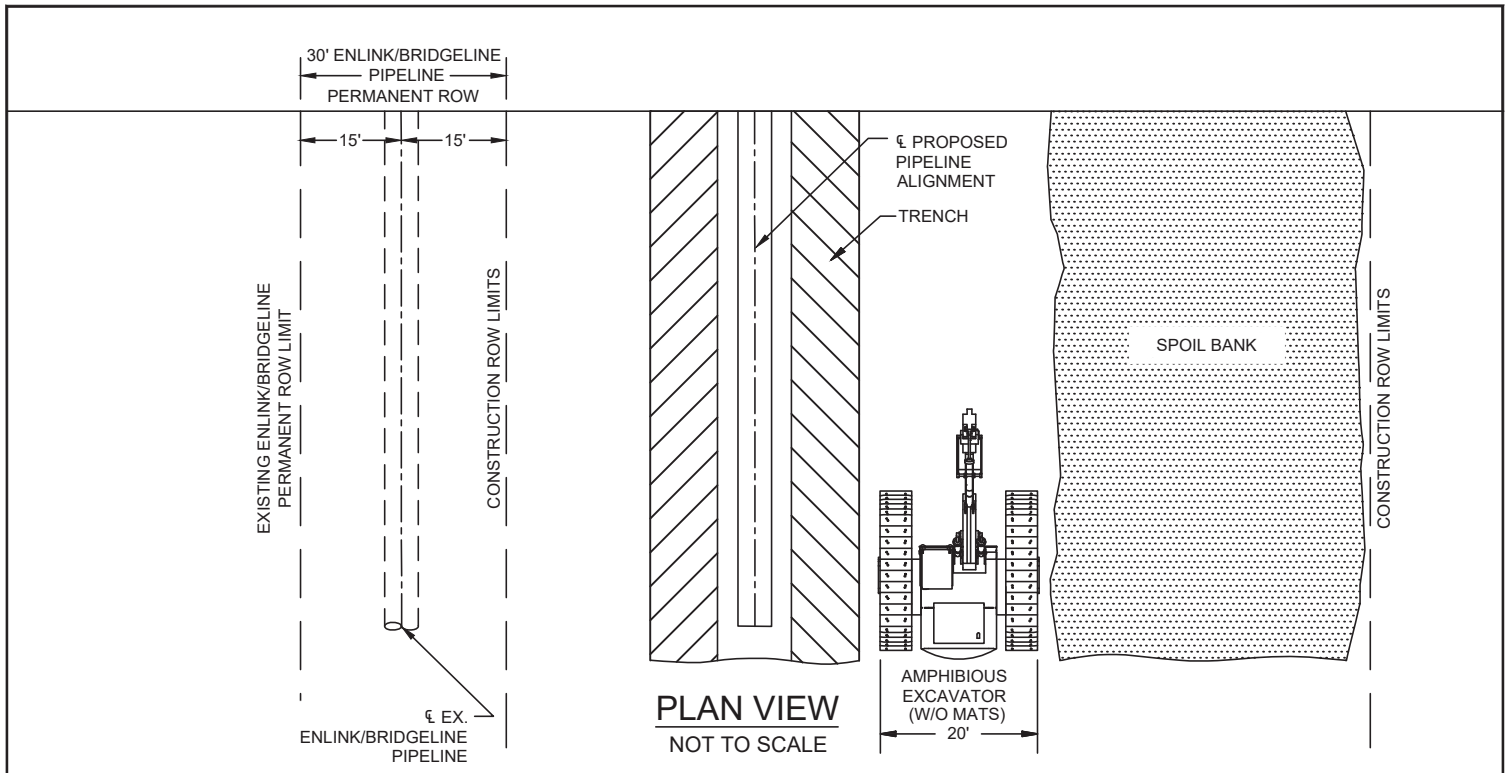 30' ENLINK/BRIDGELINE
PIPELINE
PERMANENT ROW
15'
15'
℄ PROPOSED
PIPELINE
ALIGNMENT
TRENCH
EXISTING ENLINK/BRIDGELINE
PERMANENT ROW LIMIT
CONSTRUCTION ROW LIMITS
SPOIL BANK
CONSTRUCTION ROW LIMITS
℄ EX.
ENLINK/BRIDGELINE
PIPELINE
PLAN VIEW
NOT TO SCALE
AMPHIBIOUS
EXCAVATOR
(W/O MATS)
20'